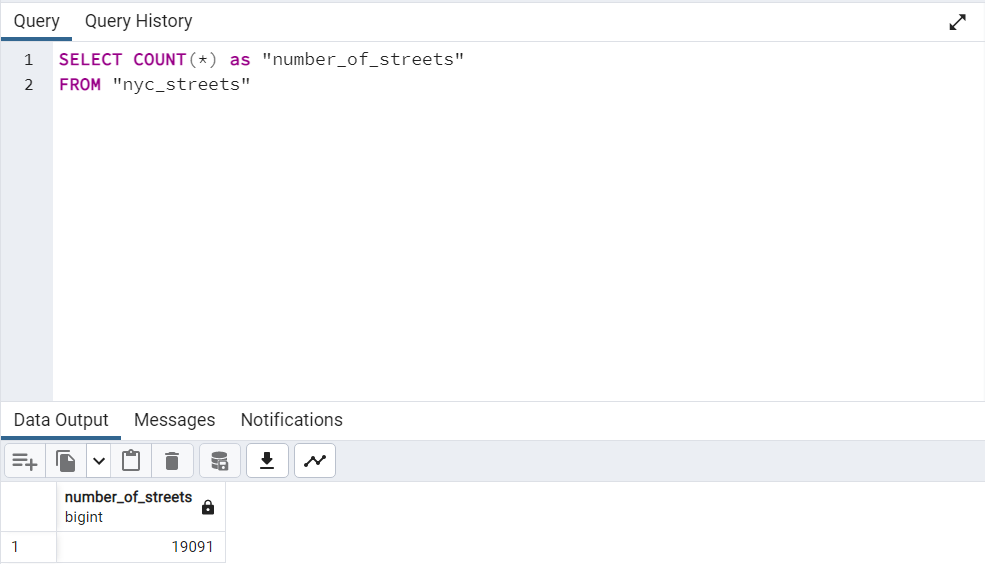 Query Query History
1 SELECT COUNT(*) as "number_of_streets"
2 FROM "nyc_streets"
Data Output Messages Notifications
number_of_streets
bigint
1 19091